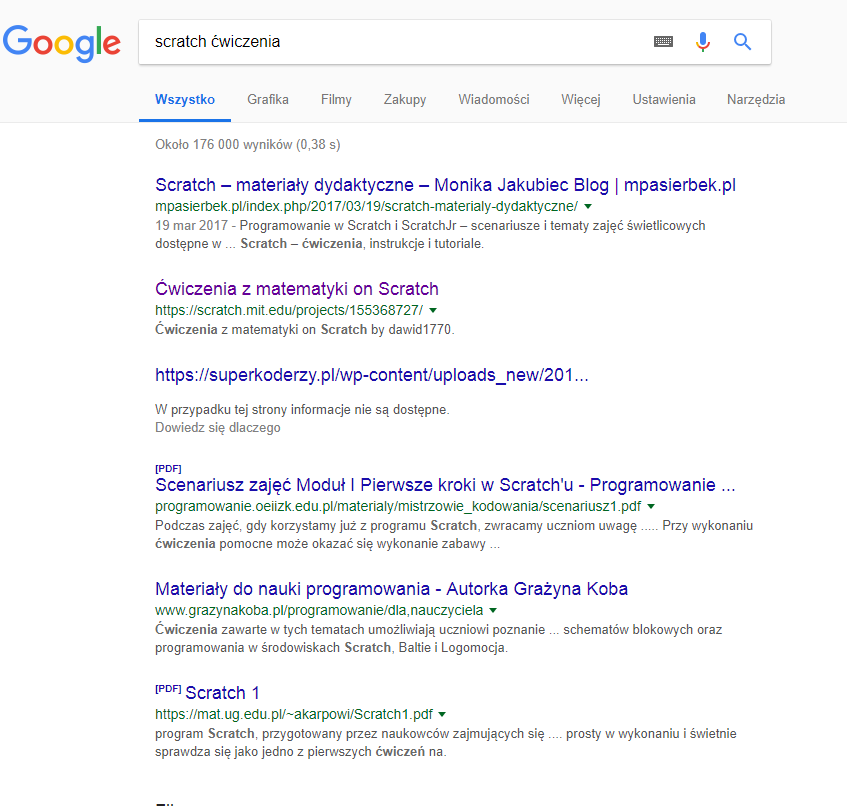 Google
scratch ćwiczenia
Wszystko Grafika Filmy Zakupy Wiadomości Więcej Ustawienia Narzędzia
Około 176 000 wyników (0,38 s)
Scratch – materiały dydaktyczne – Monika Jakubiec Blog | mpasierbek.pl
mpasierbek.pl/index.php/2017/03/19/scratch-materialy-dydaktyczne/
19 mar 2017 - Programowanie w Scratch i ScratchJr – scenariusze i tematy zajęć świetlicowych
dostępne w ... Scratch – ćwiczenia, instrukcje i tutoriale.
Ćwiczenia z matematyki on Scratch
https://scratch.mit.edu/projects/155368727/
Ćwiczenia z matematyki on Scratch by dawid1770.
https://superkoderzy.pl/wp-content/uploads_new/201...
W przypadku tej strony informacje nie są dostępne.
Dowiedz się dlaczego
[PDF]
Scenariusz zajęć Moduł I Pierwsze kroki w Scratch'u - Programowanie ...
programowanie.oeiizk.edu.pl/materialy/mistrzowie_kodowania/scenariusz1.pdf
Podczas zajęć, gdy korzystamy już z programu Scratch, zwracamy uczniom uwagę ..... Przy wykonaniu
ćwiczenia pomocne może okazać się wykonanie zabawy ...
Materiały do nauki programowania - Autorka Grażyna Koba
www.grazynakoba.pl/programowanie/dla,nauczyciela
Ćwiczenia zawarte w tych tematach umożliwiają uczniowi poznanie ... schematów blokowych oraz
programowania w środowiskach Scratch, Baltie i Logomocja.
[PDF] Scratch 1
https://mat.ug.edu.pl/~akarpowi/Scratch1.pdf
program Scratch, przygotowany przez naukowców zajmujących się .... prosty w wykonaniu i świetnie
sprawdza się jako jedno z pierwszych ćwiczeń na.